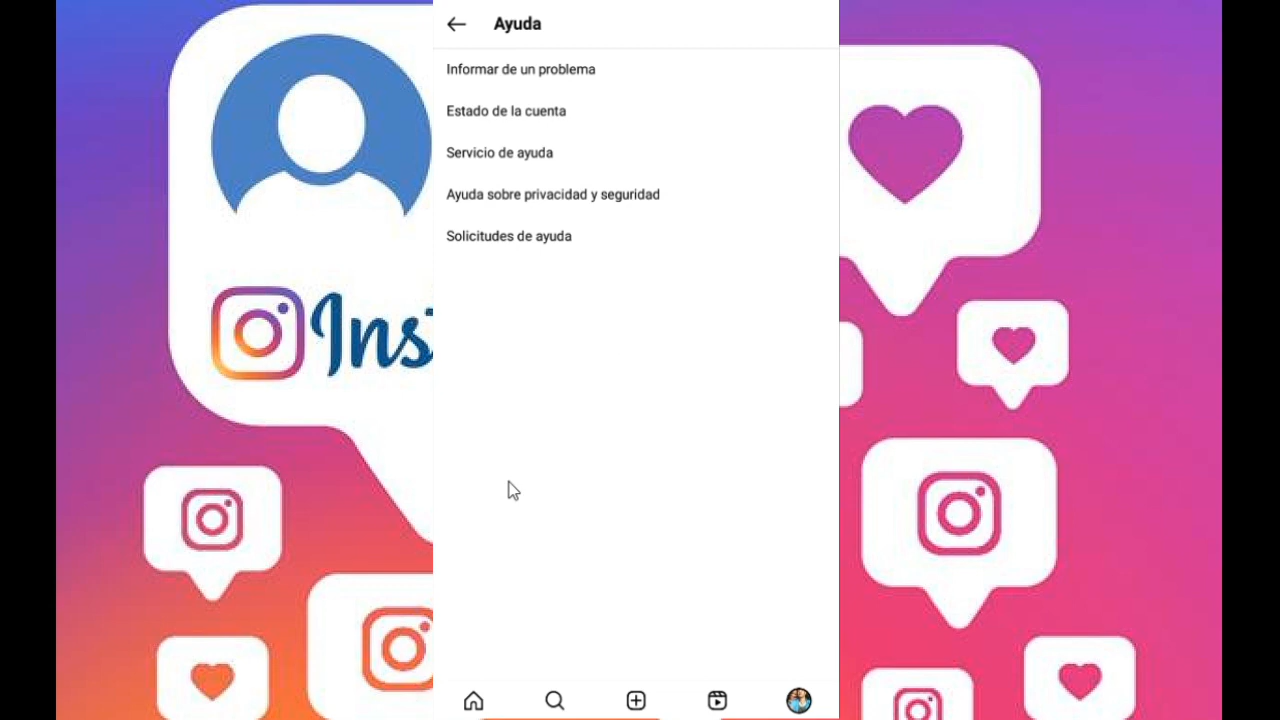 Ayuda
Informar de un problema
Estado de la cuenta
Servicio de ayuda
Ayuda sobre privacidad y seguridad
Solicitudes de ayuda
Ins